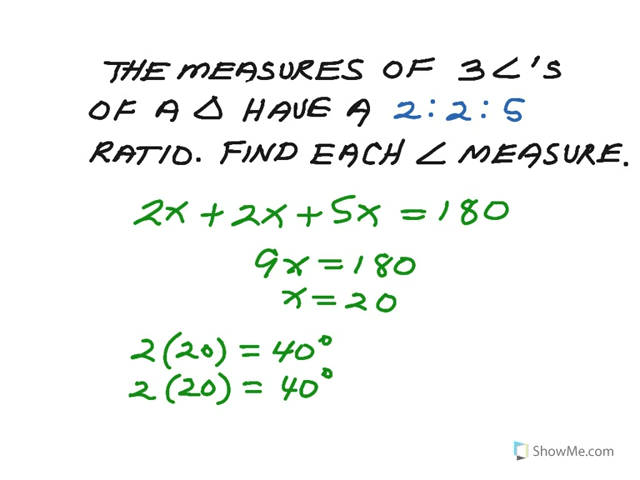 THE MEASURES OF 3 ∠'S
OF A △ HAVE A 2:2:5
RATIO. FIND EACH ∠ MEASURE.
2x + 2x + 5x = 180
9x = 180
x = 20
2(20) = 40°
2(20) = 40°
ShowMe.com